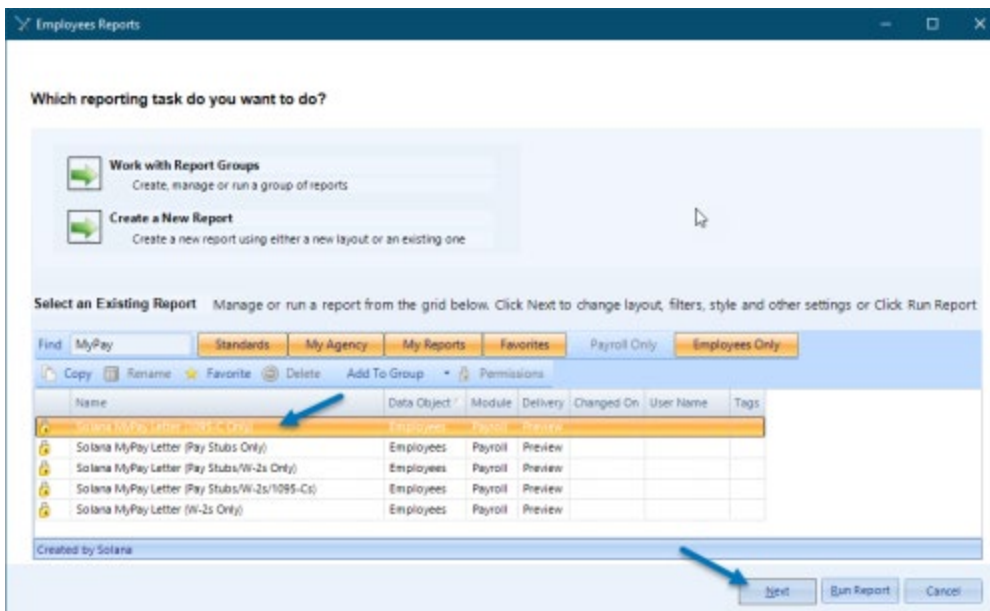 Employees Reports
Which reporting task do you want to do?
Work with Report Groups
Create, manage or run a group of reports
Create a New Report
Create a new report using either a new layout or an existing one
Select an Existing Report Manage or run a report from the grid below. Click Next to change layout, filters, style and other settings or Click Run Report
Find MyPay Standards My Agency My Reports Favorites Payroll Only Employees Only
Copy Rename Favorite Delete Add To Group Permissions
Name Data Object Module Delivery Changed On User Name Tags
Solana MyPay Letter (1095-C Only) Employees Payroll Preview
Solana MyPay Letter (Pay Stubs Only) Employees Payroll Preview
Solana MyPay Letter (Pay Stubs/W-2s Only) Employees Payroll Preview
Solana MyPay Letter (Pay Stubs/W-2s/1095-Cs) Employees Payroll Preview
Solana MyPay Letter (W-2s Only) Employees Payroll Preview
Created by Solana
Next Run Report Cancel